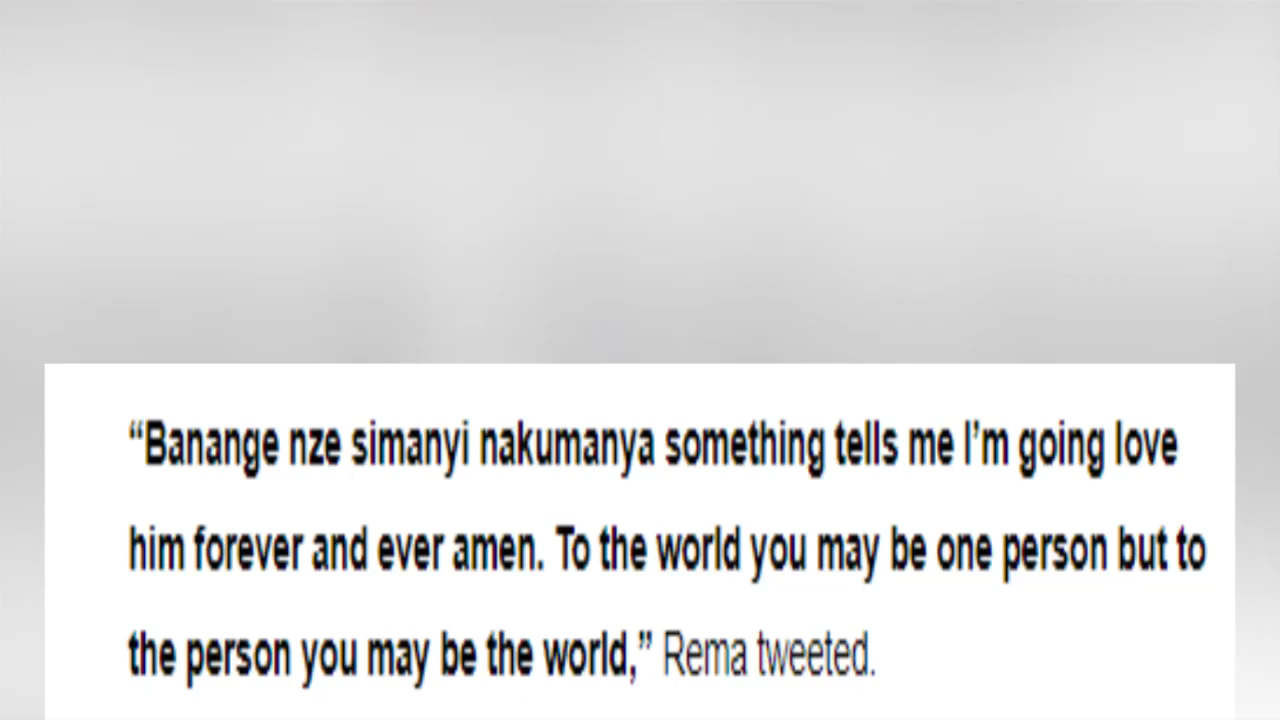 “Banange nze simanyi nakumanya something tells me I’m going love
him forever and ever amen. To the world you may be one person but to
the person you may be the world,” Rema tweeted.